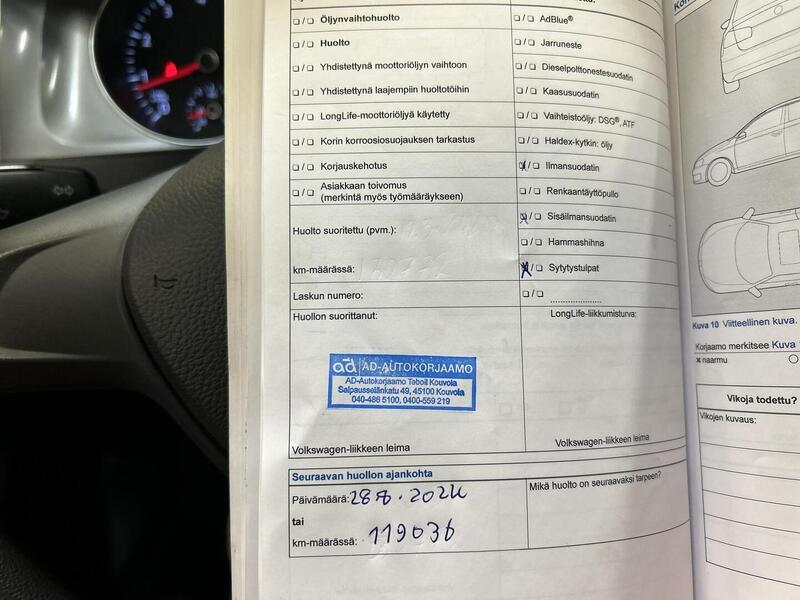 Öljynvaihtohuolto
Huolto
Yhdistettynä moottoriöljyn vaihtoon
Yhdistettynä laajempiin huoltotöihin
LongLife-moottoriöljyä käytetty
Korin korroosiosuojauksen tarkastus
Korjauskehotus
Asiakkaan toivomus
(merkintä myös työmääräykseen)
Huolto suoritettu (pvm.):
km-määrässä:
Laskun numero:
Huollon suorittanut:
AD-AUTOKORJAAMO
AD-Autokorjaamo Teboil Kouvola
Salpausselänkatu 49, 45100 Kouvola
040-486 5100, 0400-559 219
Volkswagen-liikkeen leima
AdBlue®
Jarruneste
Dieselpolttonestesuodatin
Kaasusuodatin
Vaihteistoöljy: DSG®, ATF
Haldex-kytkin: öljy
Ilmansuodatin
Renkaantäyttöpullo
Sisäilmansuodatin
Hammashihna
Sytytystulpat
LongLife-liikkumisturva:
Volkswagen-liikkeen leima
Seuraavan huollon ajankohta
Päivämäärä: 28.8.2024
tai
km-määrässä: 119036
Mikä huolto on seuraavaksi tarpeen?
Kuva 10 Viitteellinen kuva.
Korjaamo merkitsee Kuva
x naarmu
Vikoja todettu?
Vikojen kuvaus: